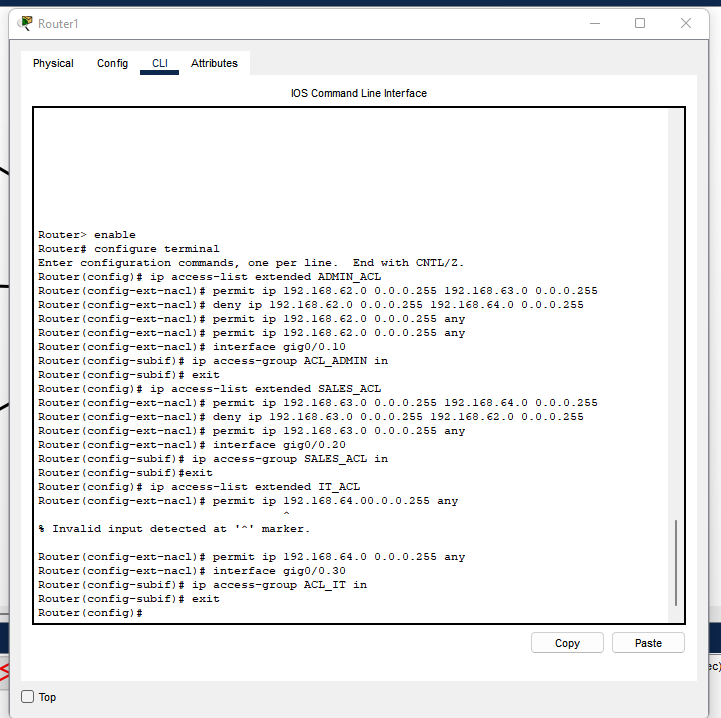 Router1
Physical Config CLI Attributes
IOS Command Line Interface
Router> enable
Router# configure terminal
Enter configuration commands, one per line.  End with CNTL/Z.
Router(config)# ip access-list extended ADMIN_ACL
Router(config-ext-nacl)# permit ip 192.168.62.0 0.0.0.255 192.168.63.0 0.0.0.255
Router(config-ext-nacl)# deny ip 192.168.62.0 0.0.0.255 192.168.64.0 0.0.0.255
Router(config-ext-nacl)# permit ip 192.168.62.0 0.0.0.255 any
Router(config-ext-nacl)# permit ip 192.168.62.0 0.0.0.255 any
Router(config-ext-nacl)# interface gig0/0.10
Router(config-subif)# ip access-group ACL_ADMIN in
Router(config-subif)# exit
Router(config)# ip access-list extended SALES_ACL
Router(config-ext-nacl)# permit ip 192.168.63.0 0.0.0.255 192.168.64.0 0.0.0.255
Router(config-ext-nacl)# deny ip 192.168.63.0 0.0.0.255 192.168.62.0 0.0.0.255
Router(config-ext-nacl)# permit ip 192.168.63.0 0.0.0.255 any
Router(config-ext-nacl)# interface gig0/0.20
Router(config-subif)# ip access-group SALES_ACL in
Router(config-subif)#exit
Router(config)# ip access-list extended IT_ACL
Router(config-ext-nacl)# permit ip 192.168.64.00.0.0.255 any
^
% Invalid input detected at '^' marker.
Router(config-ext-nacl)# permit ip 192.168.64.0 0.0.0.255 any
Router(config-ext-nacl)# interface gig0/0.30
Router(config-subif)# ip access-group ACL_IT in
Router(config-subif)# exit
Router(config)#
Copy Paste
ec)
Top